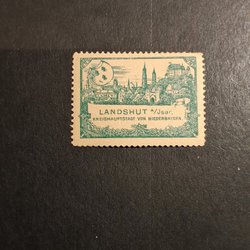 LANDSHUT a/Isar.
KREISHAUPTSTADT VON NIEDERBAYERN